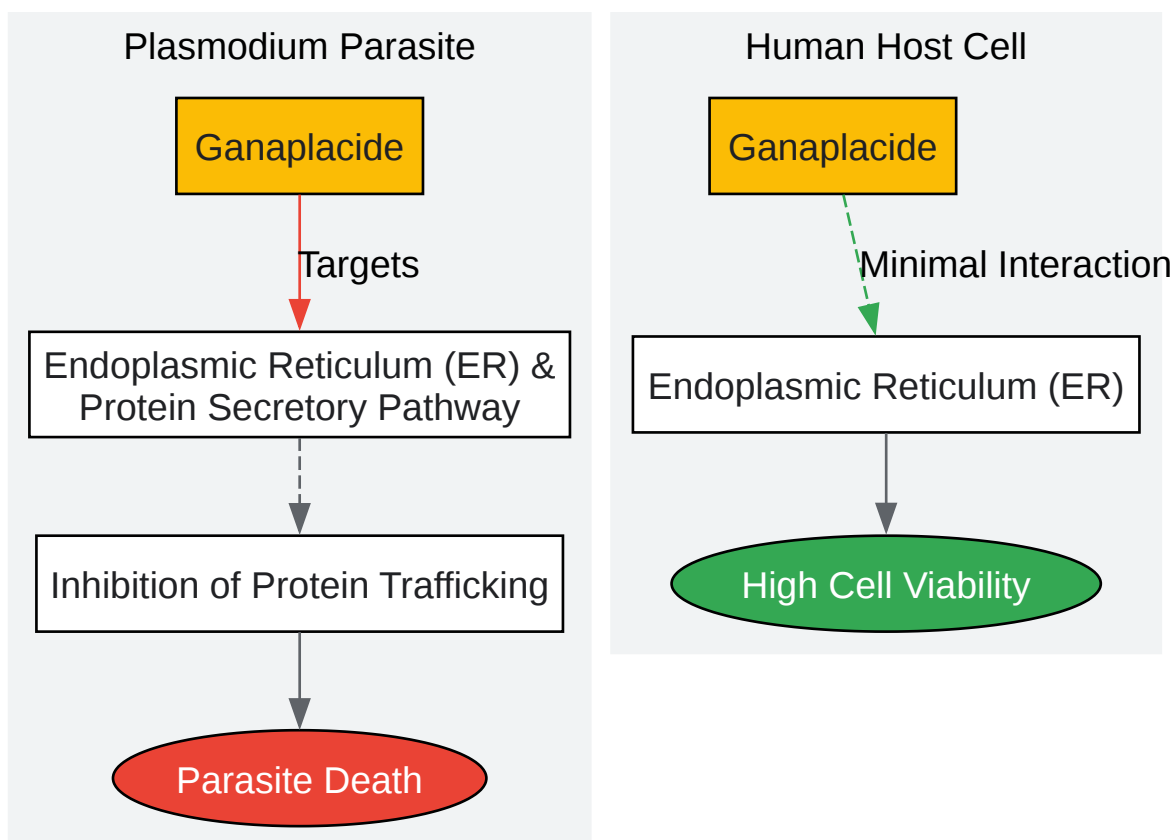 Plasmodium Parasite
Ganaplacide
Targets
Endoplasmic Reticulum (ER) &
Protein Secretory Pathway
Inhibition of Protein Trafficking
Parasite Death
Human Host Cell
Ganaplacide
Minimal Interaction
Endoplasmic Reticulum (ER)
High Cell Viability